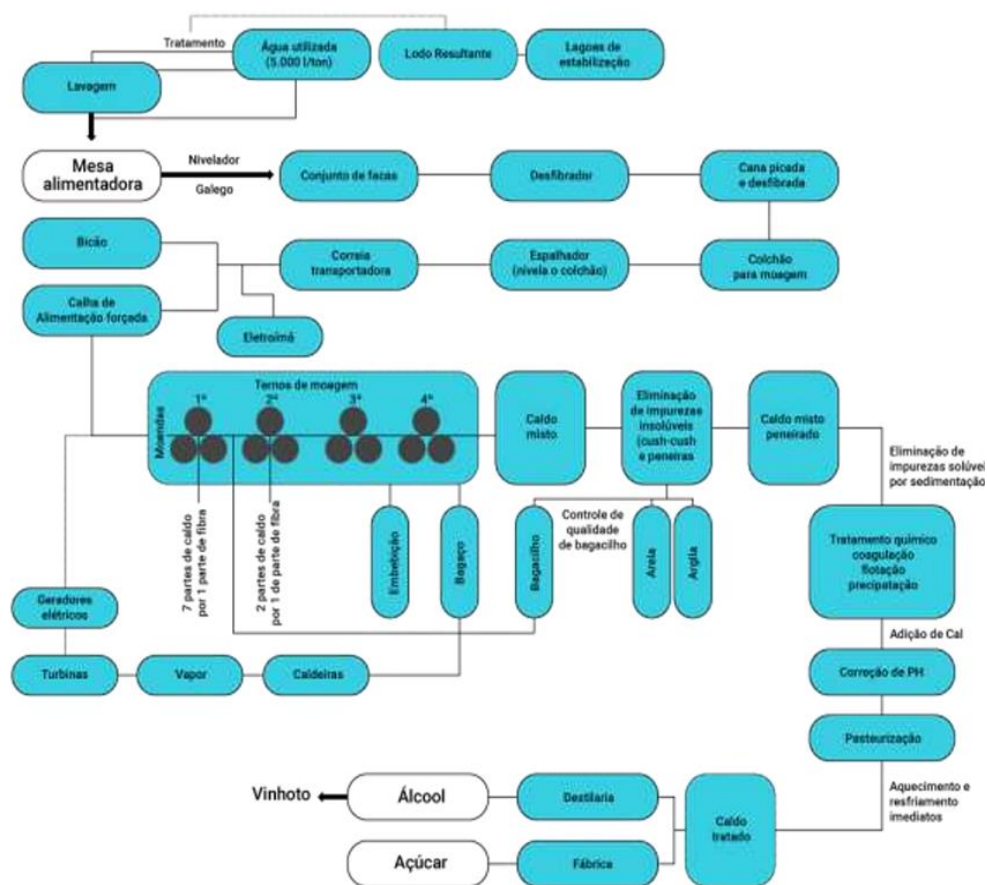 Tratamento
Água utilizada
(5.000 l/ton)
Lodo Resultante
Lagoes de
estabilização
Lavagem
Mesa
alimentadora
Nivelador
Galego
Conjunto de facas
Desfibrador
Cana picada
e desfibrada
Bicão
Correia
transportadora
Espalhador
(nivela o colchão)
Colchão
para moagem
Calha de
Alimentação forçada
Eletroímã
Ternos de moagem
1º
2º
3º
4º
Moendas
Caldo
misto
Eliminação
de impurezas
insolúveis
(cush-cush
e peneiras
Caldo misto
peneirado
Eliminação de
impurezas solúvei
por sedimentação
7 partes de caldo
por 1 parte de fibra
2 partes de caldo
por 1 de parte de fibra
Embebição
Bagaço
Bagacilho
Controle de
qualidade
de bagacilho
Areia
Argila
Tratamento químico
coagulação
flotação
precipatação
Geradores
elétricos
Adição de Cal
Turbinas
Vapor
Caldeiras
Correção de PH
Pasteurização
Vinhoto
Álcool
Destilaria
Caldo
tratado
Aquecimento e
resfriamento
imediatos
Açúcar
Fábrica